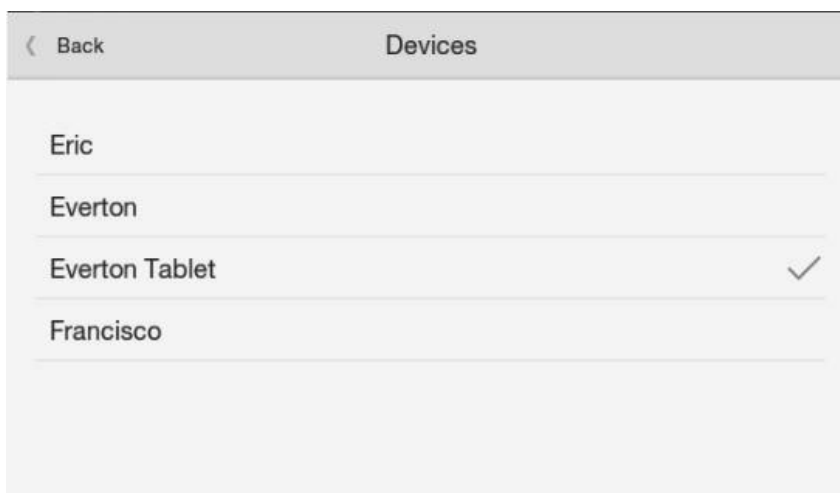 Back
Devices
Eric
Everton
Everton Tablet
Francisco